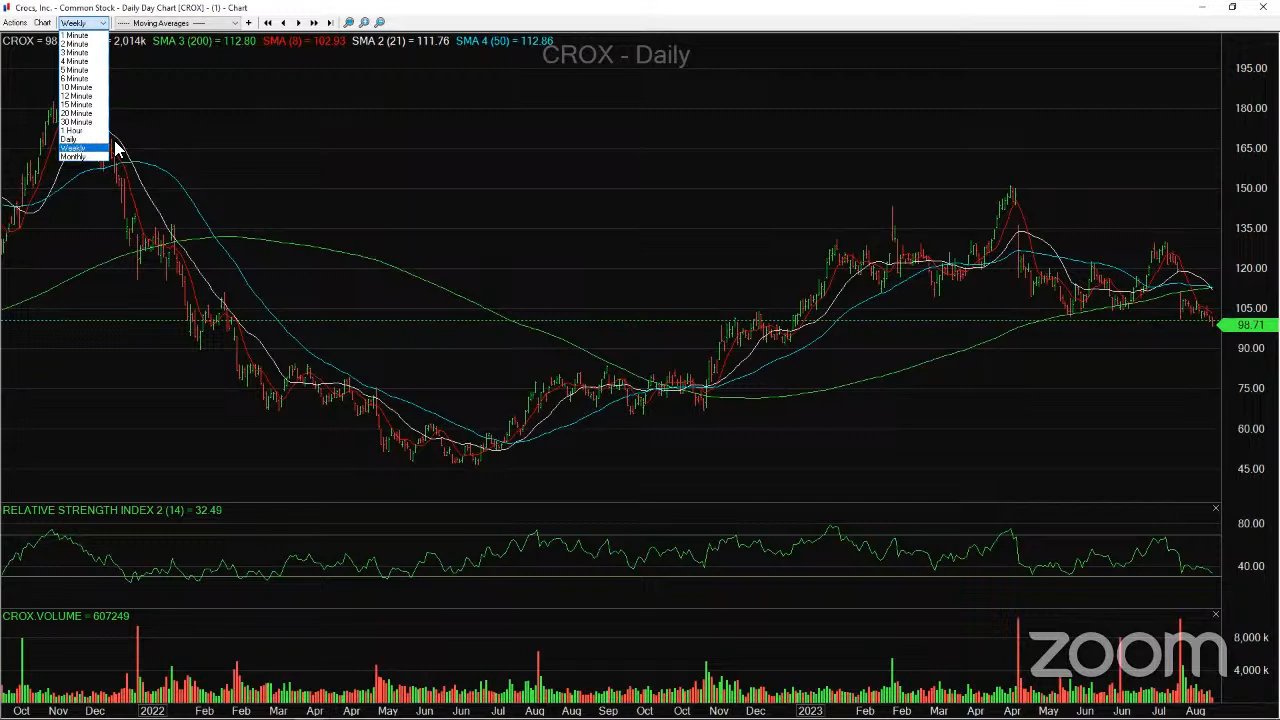 Crocs, Inc. - Common Stock - Daily Day Chart [CROX] - (1) - Chart
Actions Chart Weekly Moving Averages
1 Minute
2 Minute
3 Minute
4 Minute
5 Minute
6 Minute
10 Minute
12 Minute
15 Minute
20 Minute
30 Minute
1 Hour
Daily
Weekly
Monthly
CROX = 98 = 2,014k SMA 3 (200) = 112.80 SMA (8) = 102.93 SMA 2 (21) = 111.76 SMA 4 (50) = 112.86
CROX - Daily
195.00
180.00
165.00
150.00
135.00
120.00
105.00
98.71
90.00
75.00
60.00
45.00
RELATIVE STRENGTH INDEX 2 (14) = 32.49
80.00
40.00
CROX.VOLUME = 607249
8,000 k
4,000 k
zoom
Oct Nov Dec 2022 Feb Feb Mar Apr Apr May Jun Jun Jul Aug Aug Sep Oct Oct Nov Dec 2023 Feb Feb Mar Apr Apr May Jun Jun Jul Aug